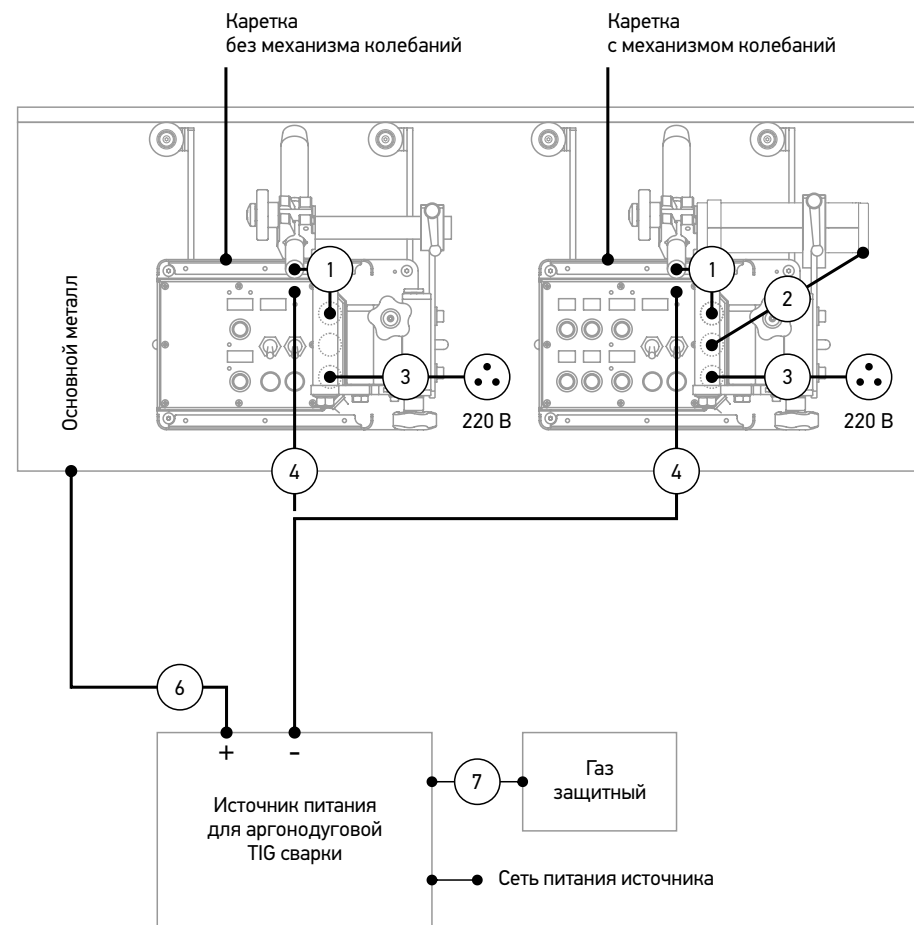 Каретка
без механизма колебаний
Каретка
с механизмом колебаний
Основной металл
1
1
2
3
3
220 В
220 В
4
4
6
+
-
Источник питания
для аргонодуговой
TIG сварки
7
Газ
защитный
Сеть питания источника